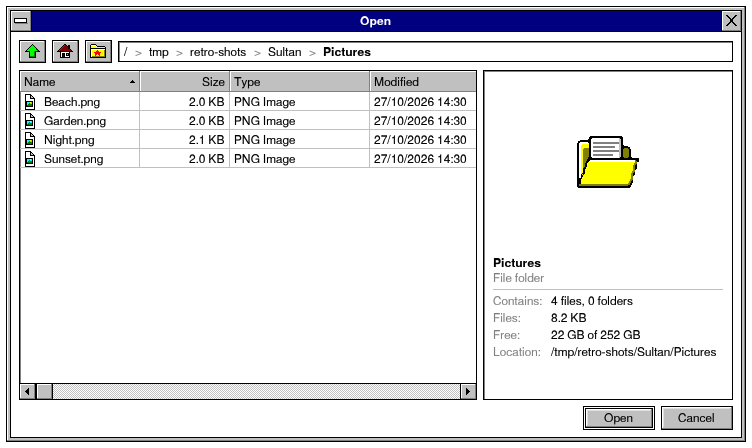 Open
/ > tmp > retro-shots > Sultan > Pictures
Name Size Type Modified
Beach.png 2.0 KB PNG Image 27/10/2026 14:30
Garden.png 2.0 KB PNG Image 27/10/2026 14:30
Night.png 2.1 KB PNG Image 27/10/2026 14:30
Sunset.png 2.0 KB PNG Image 27/10/2026 14:30
Pictures
File folder
Contains: 4 files, 0 folders
Files: 8.2 KB
Free: 22 GB of 252 GB
Location: /tmp/retro-shots/Sultan/Pictures
Open Cancel